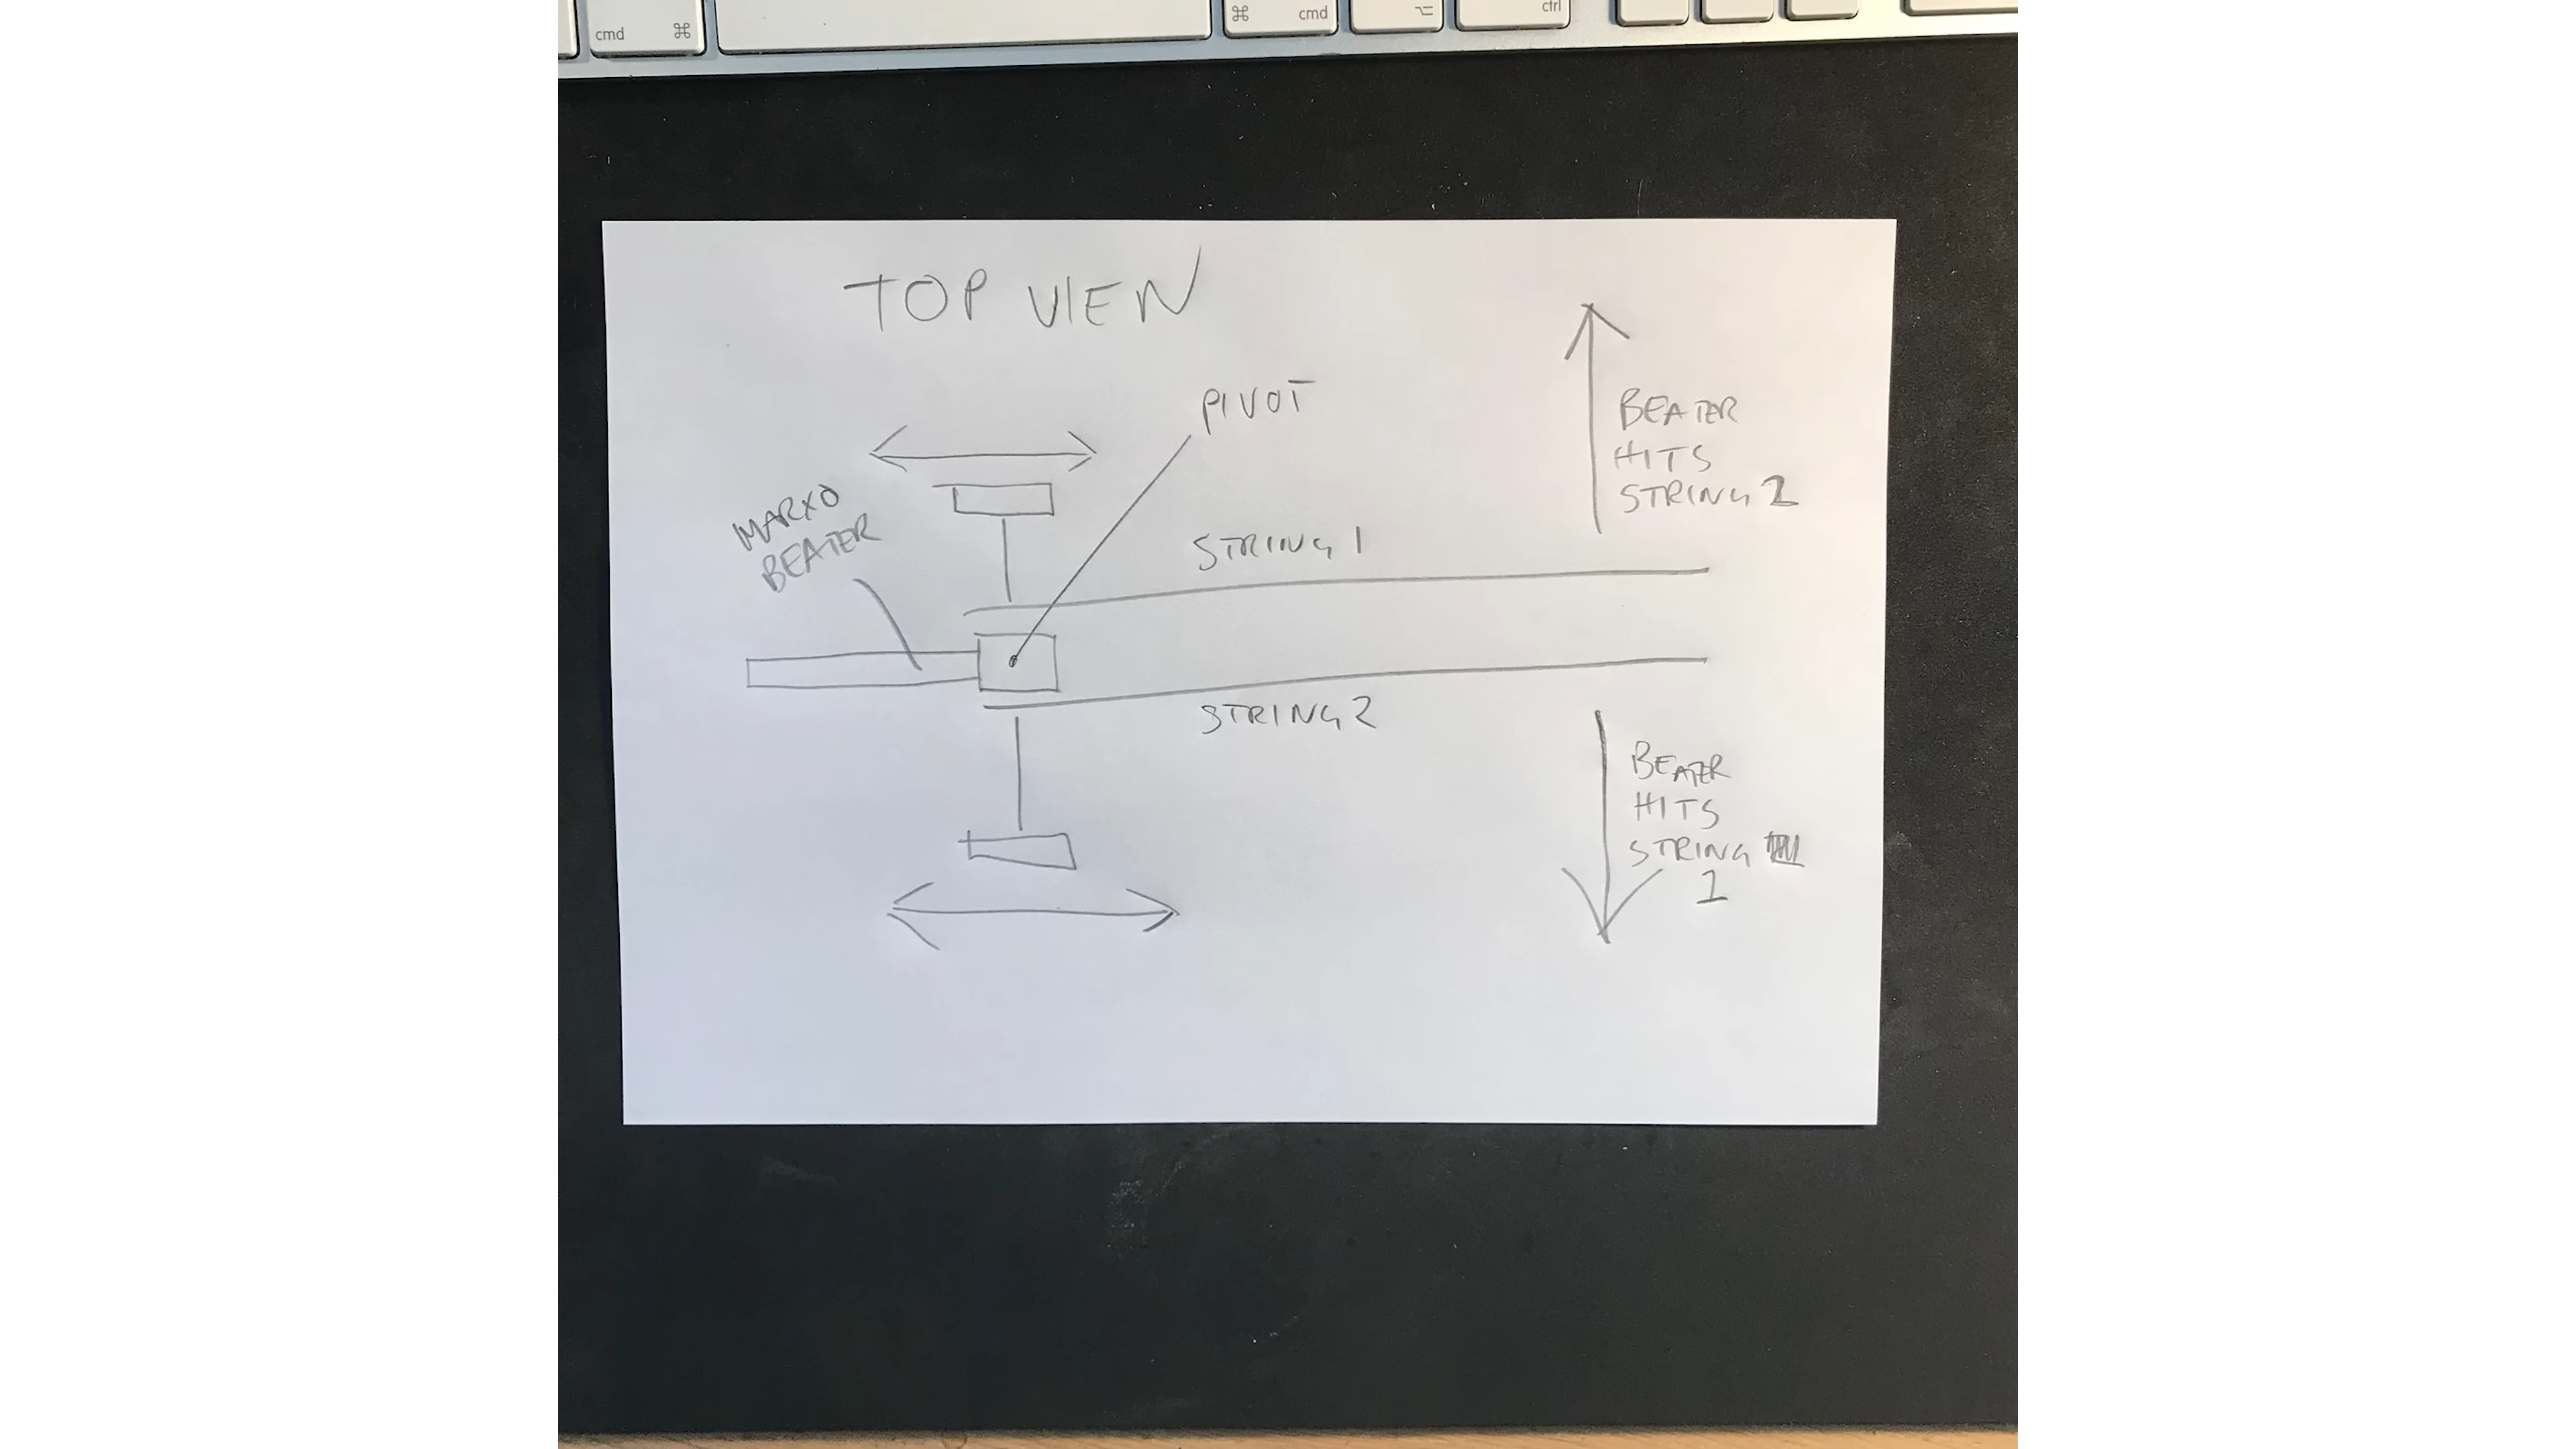 cmd ⌘
⌘ cmd
⌥
ctrl
TOP VIEW
PIVOT
BEATER
HITS
STRING 2
MARXO
BEATER
STRING 1
STRING 2
BEATER
HITS
STRING
1